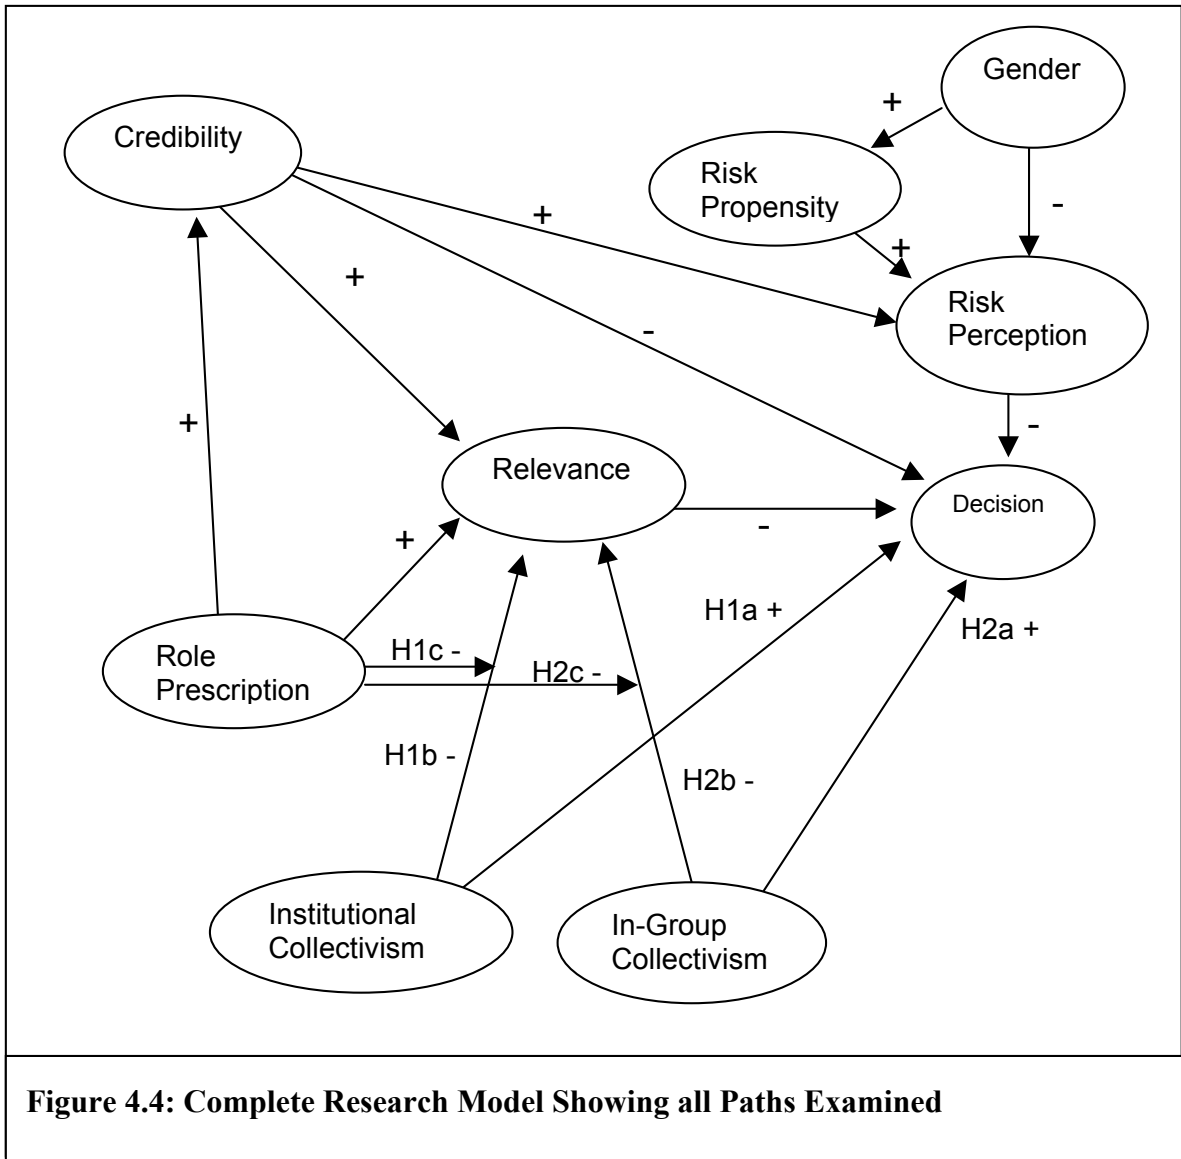 Gender
+
Credibility
Risk
Propensity
-
+
+
+
Risk
Perception
-
+
-
Relevance
Decision
-
+
H1a +
H2a +
Role
Prescription
H1c -
H2c -
H1b -
H2b -
Institutional
Collectivism
In-Group
Collectivism
Figure 4.4: Complete Research Model Showing all Paths Examined